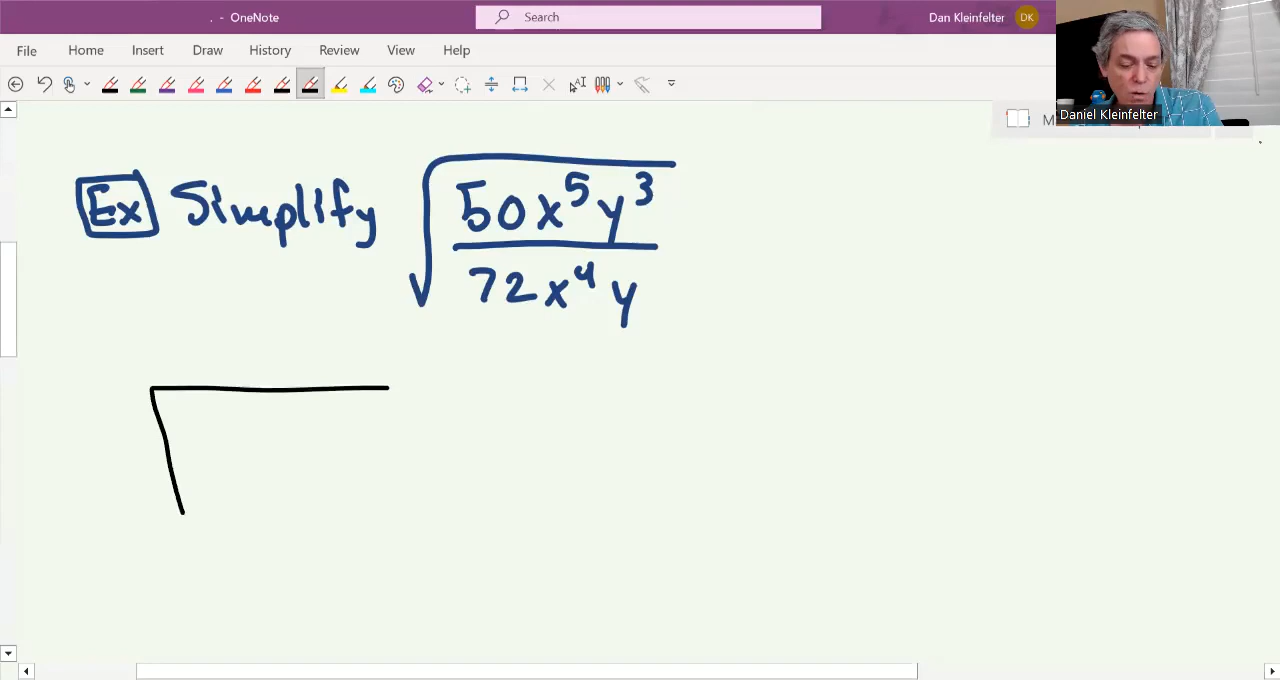 . - OneNote
Search
Dan Kleinfelter DK
File Home Insert Draw History Review View Help
Daniel Kleinfelter
Ex Simplify √(50x⁵y³ / 72x⁴y)